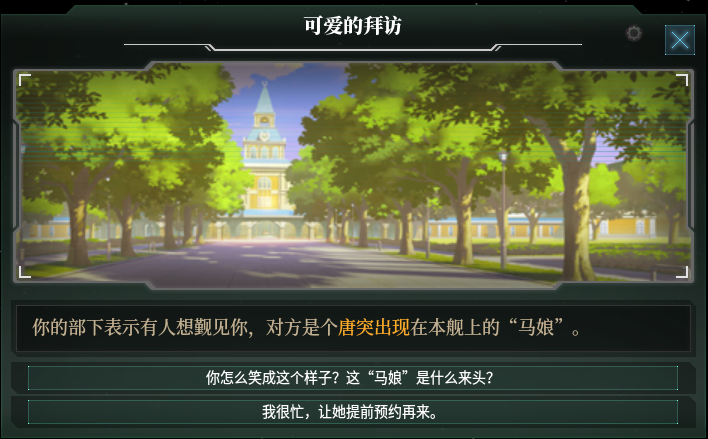 可爱的拜访
你的部下表示有人想觐见你，对方是个唐突出现在本舰上的“马娘”。
你怎么笑成这个样子？这“马娘”是什么来头？
我很忙，让她提前预约再来。